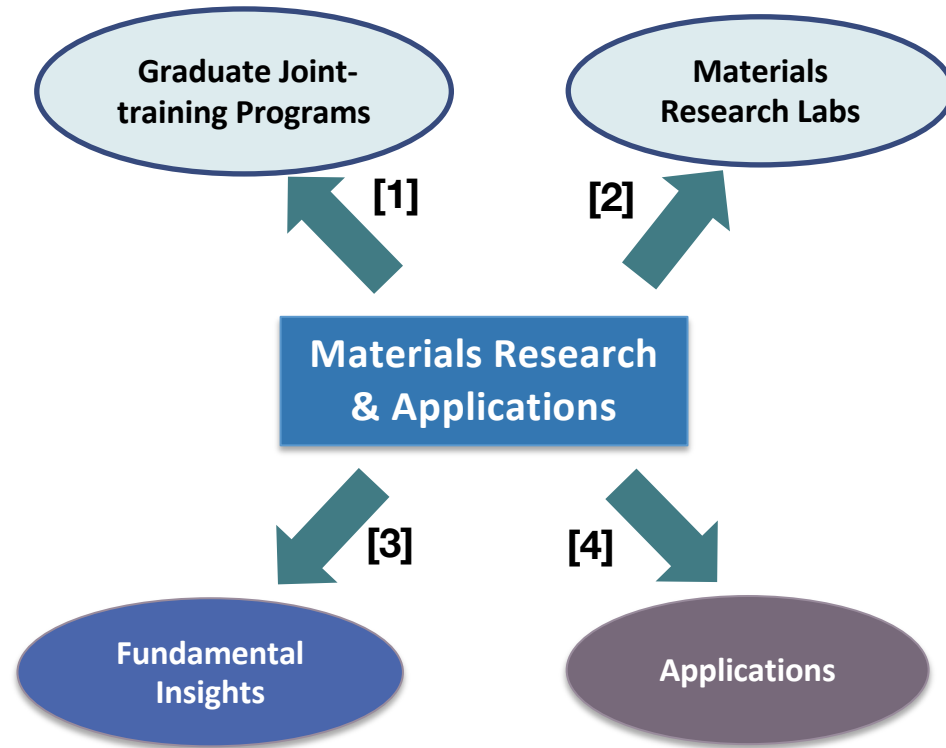 Graduate Joint-
training Programs
Materials
Research Labs
[1]
[2]
Materials Research
& Applications
[3]
[4]
Fundamental
Insights
Applications